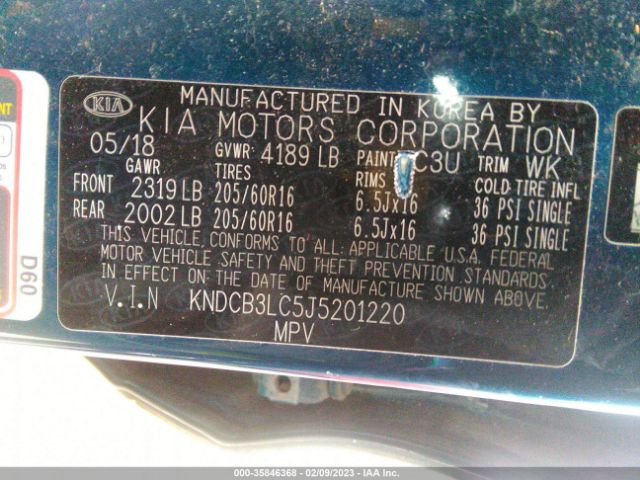 KIA
MANUFACTURED IN KOREA BY
KIA MOTORS CORPORATION
05/18 GVWR: 4189 LB PAINT C3U TRIM WK
GAWR TIRES RIMS COLD TIRE INFL
FRONT 2319 LB 205/60R16 6.5Jx16 36 PSI SINGLE
REAR 2002 LB 205/60R16 6.5Jx16 36 PSI SINGLE
THIS VEHICLE CONFORMS TO ALL APPLICABLE U.S.A. FEDERAL
MOTOR VEHICLE SAFETY AND THEFT PREVENTION STANDARDS
IN EFFECT ON THE DATE OF MANUFACTURE SHOWN ABOVE.
V.I.N KNDCB3LC5J5201220
MPV
D60
000-35846368 - 02/09/2023 - IAAI.COM